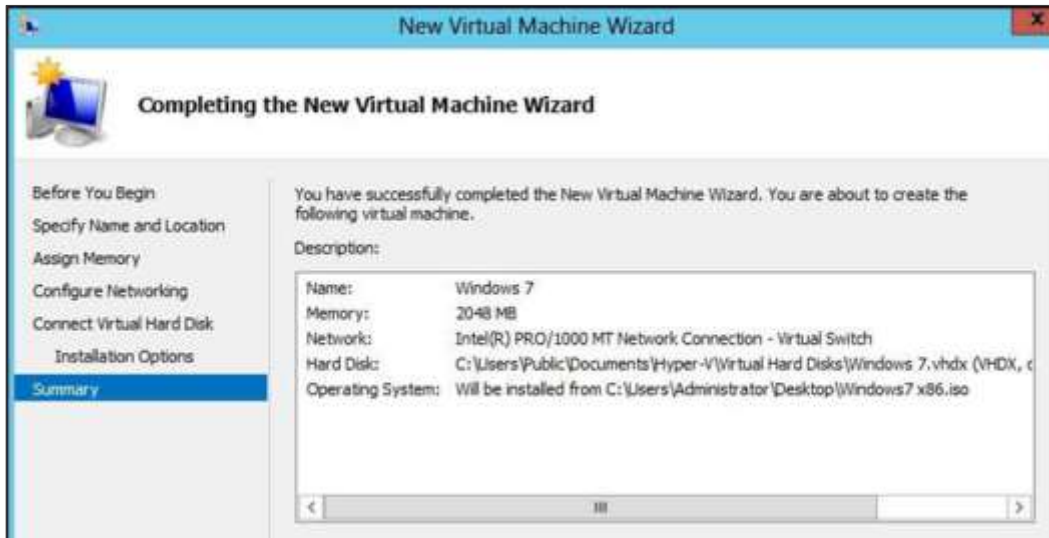 New Virtual Machine Wizard
Completing the New Virtual Machine Wizard
Before You Begin
Specify Name and Location
Assign Memory
Configure Networking
Connect Virtual Hard Disk
Installation Options
Summary
You have successfully completed the New Virtual Machine Wizard. You are about to create the
following virtual machine.
Description:
Name: Windows 7
Memory: 2048 MB
Network: Intel(R) PRO/1000 MT Network Connection - Virtual Switch
Hard Disk: C:\Users\Public\Documents\Hyper-V\Virtual Hard Disks\Windows 7.vhdx (VHDX,
Operating System: Will be installed from C:\Users\Administrator\Desktop\Windows7 x86.iso